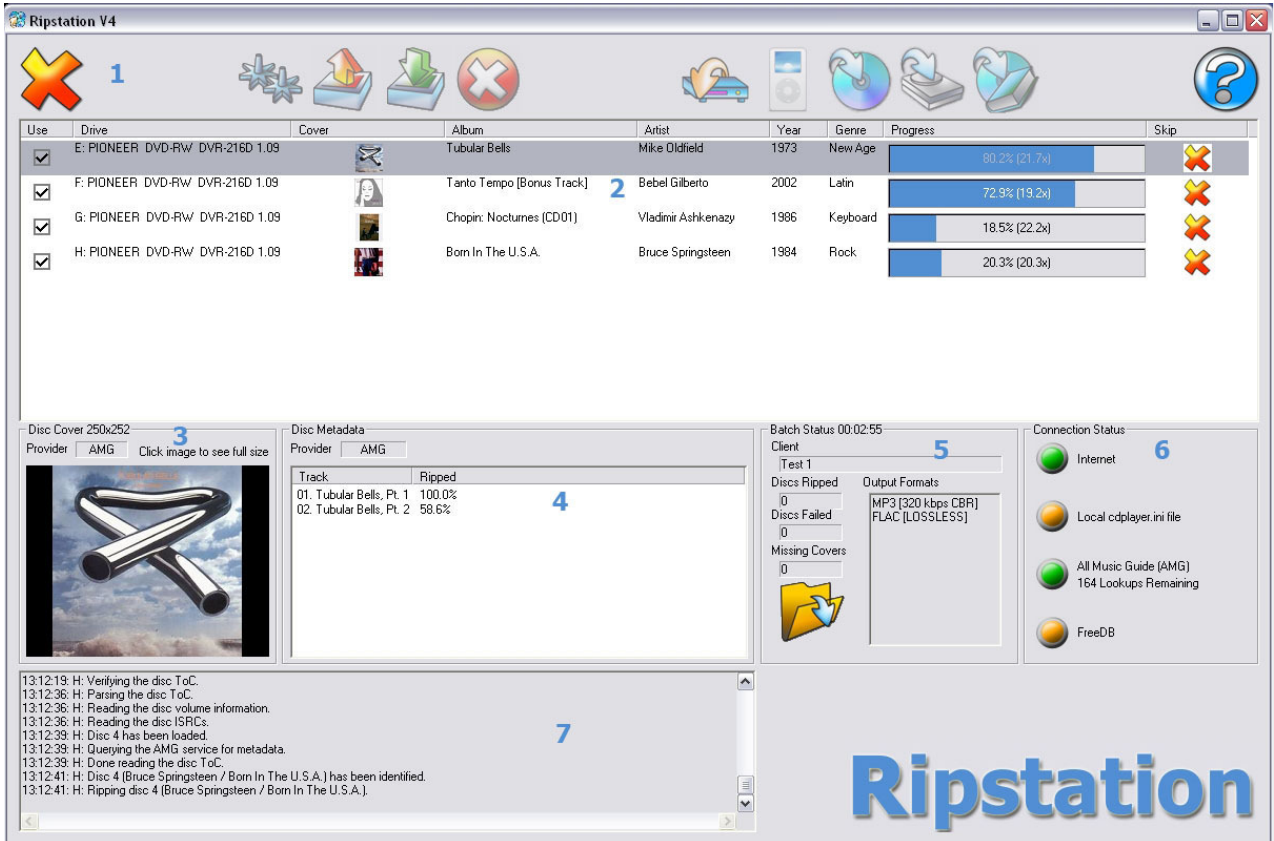 Ripstation V4
1
Use Drive Cover Album Artist Year Genre Progress Skip
E: PIONEER DVD-RW DVR-216D 1.09 Tubular Bells Mike Oldfield 1973 New Age 80.2% (21.7x)
F: PIONEER DVD-RW DVR-216D 1.09 Tanto Tempo [Bonus Track] 2 Bebel Gilberto 2002 Latin 72.9% (19.2x)
G: PIONEER DVD-RW DVR-216D 1.09 Chopin: Nocturnes (CD01) Vladimir Ashkenazy 1986 Keyboard 18.5% (22.2x)
H: PIONEER DVD-RW DVR-216D 1.09 Born In The U.S.A. Bruce Springsteen 1984 Rock 20.3% (20.3x)
Disc Cover 250x252
3
Provider AMG Click image to see full size
Disc Metadata
Provider AMG
Track Ripped
01. Tubular Bells, Pt. 1 100.0%
02. Tubular Bells, Pt. 2 58.6%
4
Batch Status 00:02:55
Client
5
Test 1
Discs Ripped
0
Discs Failed
0
Missing Covers
0
Output Formats
MP3 [320 kbps CBR]
FLAC [LOSSLESS]
Connection Status
Internet
6
Local cdplayer.ini file
All Music Guide (AMG)
164 Lookups Remaining
FreeDB
13:12:19: H: Verifying the disc ToC.
13:12:36: H: Parsing the disc ToC.
13:12:36: H: Reading the disc volume information.
13:12:36: H: Reading the disc ISRCs.
13:12:39: H: Disc 4 has been loaded.
13:12:39: H: Querying the AMG service for metadata.
13:12:39: H: Done reading the disc ToC.
13:12:41: H: Disc 4 (Bruce Springsteen / Born In The U.S.A.) has been identified.
13:12:41: H: Ripping disc 4 (Bruce Springsteen / Born In The U.S.A.).
7
Ripstation